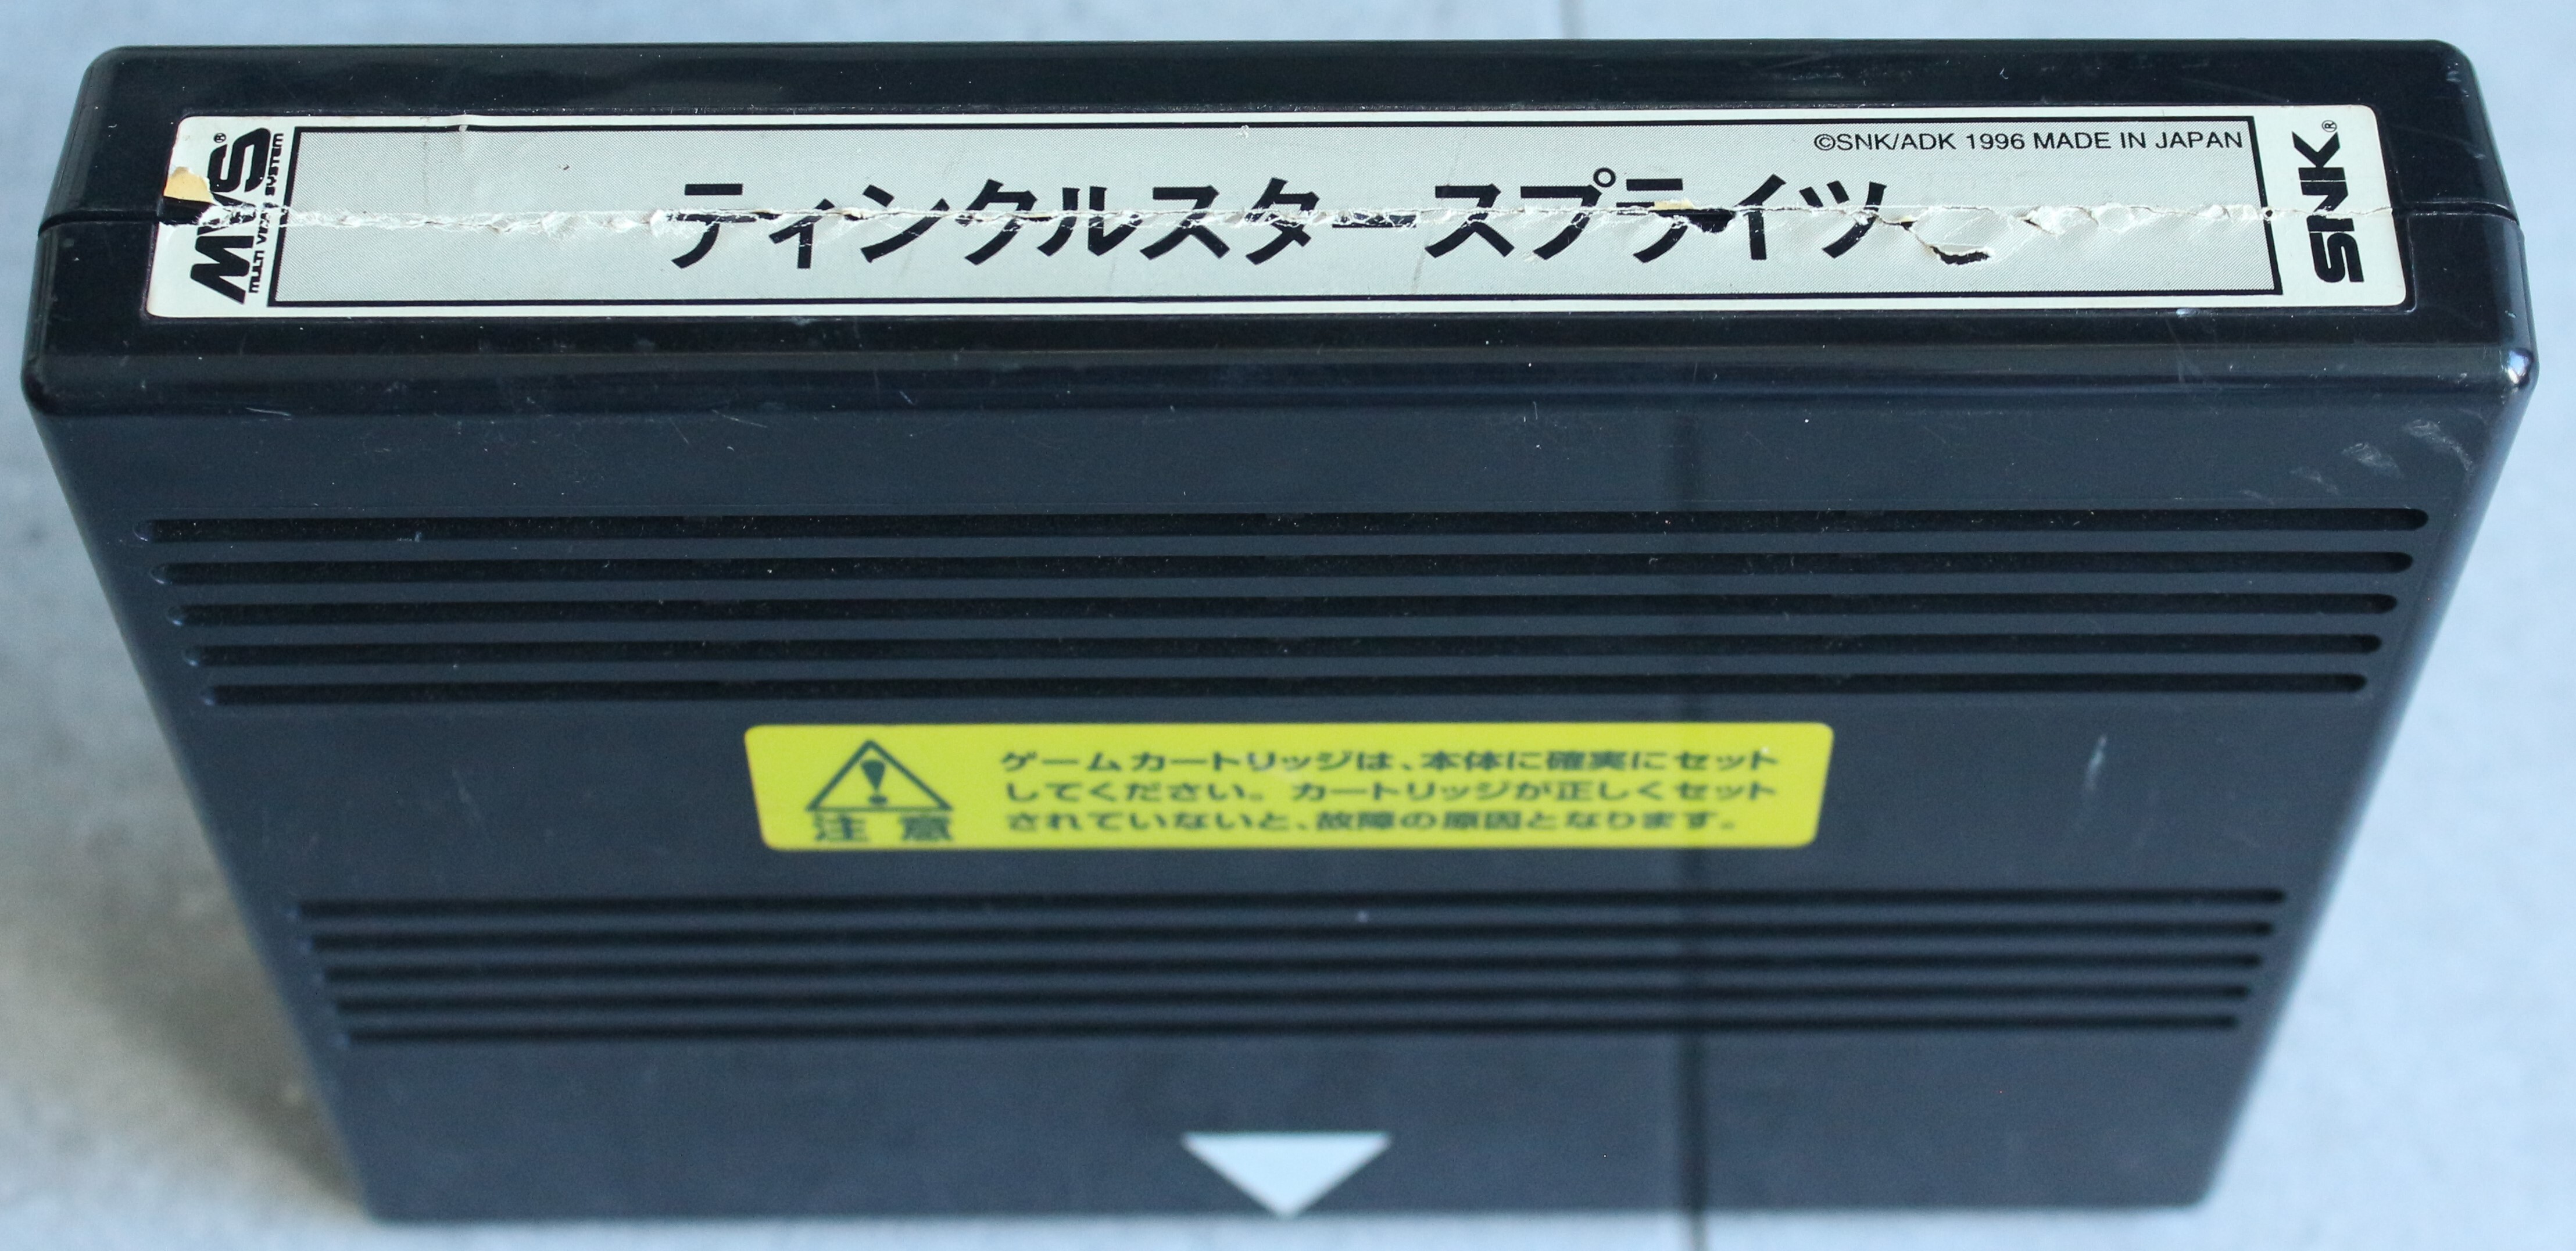 MVS®
MULTI VIDEO SYSTEM
©SNK/ADK 1996 MADE IN JAPAN
ティンクルスタースプライツ
SNK®
注意
ゲームカートリッジは、本体に確実にセット
してください。カートリッジが正しくセット
されていないと、故障の原因となります。